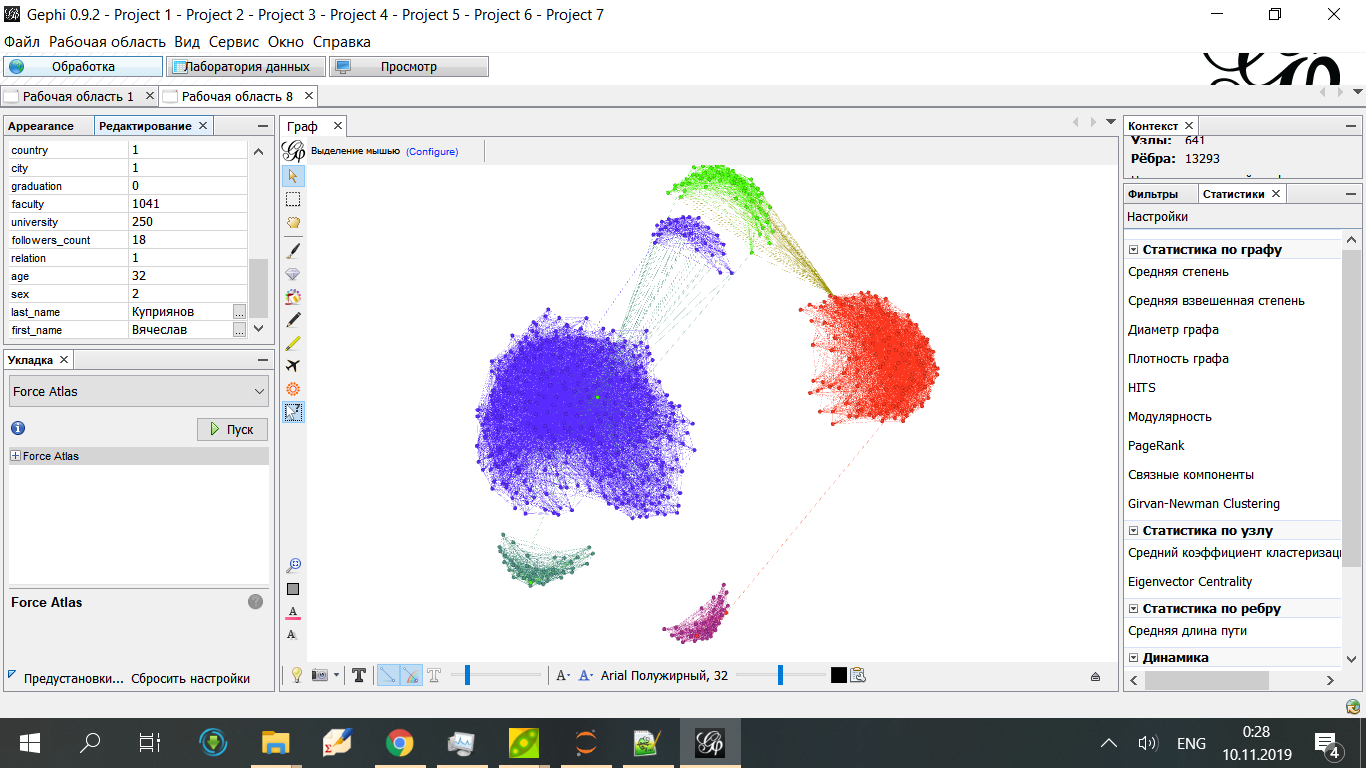 Gephi 0.9.2 - Project 1 - Project 2 - Project 3 - Project 4 - Project 5 - Project 6 - Project 7
Файл Рабочая область Вид Сервис Окно Справка
Обработка Лаборатория данных Просмотр
Рабочая область 1 Рабочая область 8
Appearance Редактирование
country 1
city 1
graduation 0
faculty 1041
university 250
followers_count 18
relation 1
age 32
sex 2
last_name Куприянов ...
first_name Вячеслав ...
Укладка
Force Atlas
Пуск
Force Atlas
Force Atlas
Предустановки... Сбросить настройки
Граф
Выделение мышью (Configure)
Arial Полужирный, 32
Контекст
Узлы: 641
Рёбра: 13293
Фильтры Статистики
Настройки
Статистика по графу
Средняя степень
Средняя взвешенная степень
Диаметр графа
Плотность графа
HITS
Модулярность
PageRank
Связные компоненты
Girvan-Newman Clustering
Статистика по узлу
Средний коэффициент кластеризаци
Eigenvector Centrality
Статистика по ребру
Средняя длина пути
Динамика
ENG
0:28
10.11.2019
4